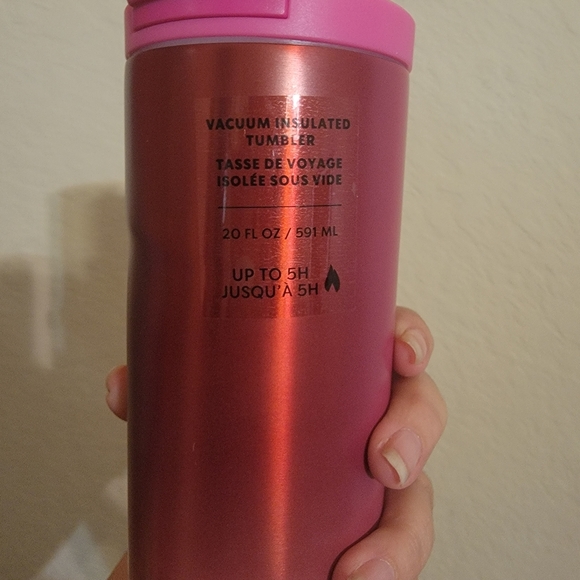 VACUUM INSULATED
TUMBLER
TASSE DE VOYAGE
ISOLÉE SOUS VIDE
20 FL OZ / 591 ML
UP TO 5H
JUSQU'À 5H